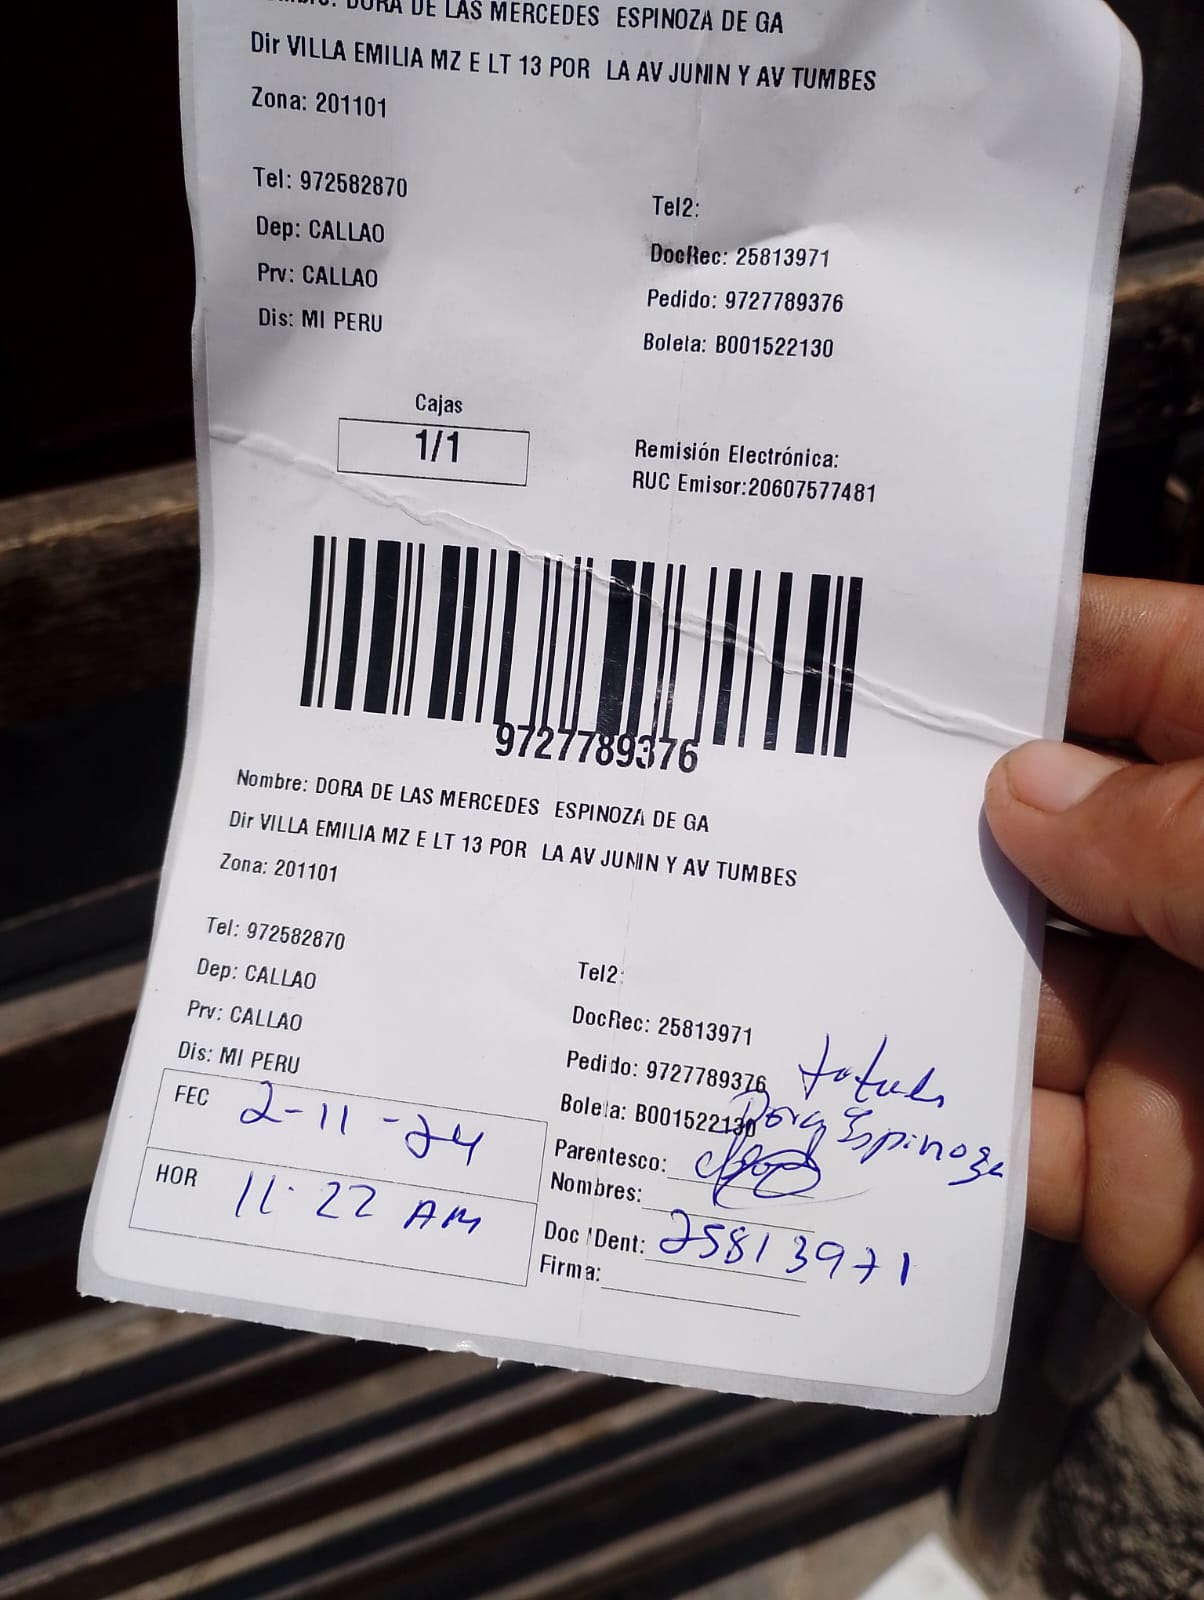 DORA DE LAS MERCEDES ESPINOZA DE GA
Dir VILLA EMILIA MZ E LT 13 POR LA AV JUNIN Y AV TUMBES
Zona: 201101
Tel: 972582870
Tel2:
Dep: CALLAO
DocRec: 25813971
Prv: CALLAO
Pedido: 9727789376
Dis: MI PERU
Boleta: B001522130
Cajas
1/1
Remisión Electrónica:
RUC Emisor:20607577481
9727789376
Nombre: DORA DE LAS MERCEDES ESPINOZA DE GA
Dir VILLA EMILIA MZ E LT 13 POR LA AV JUNIN Y AV TUMBES
Zona: 201101
Tel: 972582870
Dep: CALLAO
Prv: CALLAO
Dis: MI PERU
FEC 2-11-24
HOR 11:22 AM
Tel2:
DocRec: 25813971
Pedido: 9727789376
Boleta: B001522130
Dora Espinoza
Parentesco:
Nombres:
Doc Ident: 25813971
Firma: